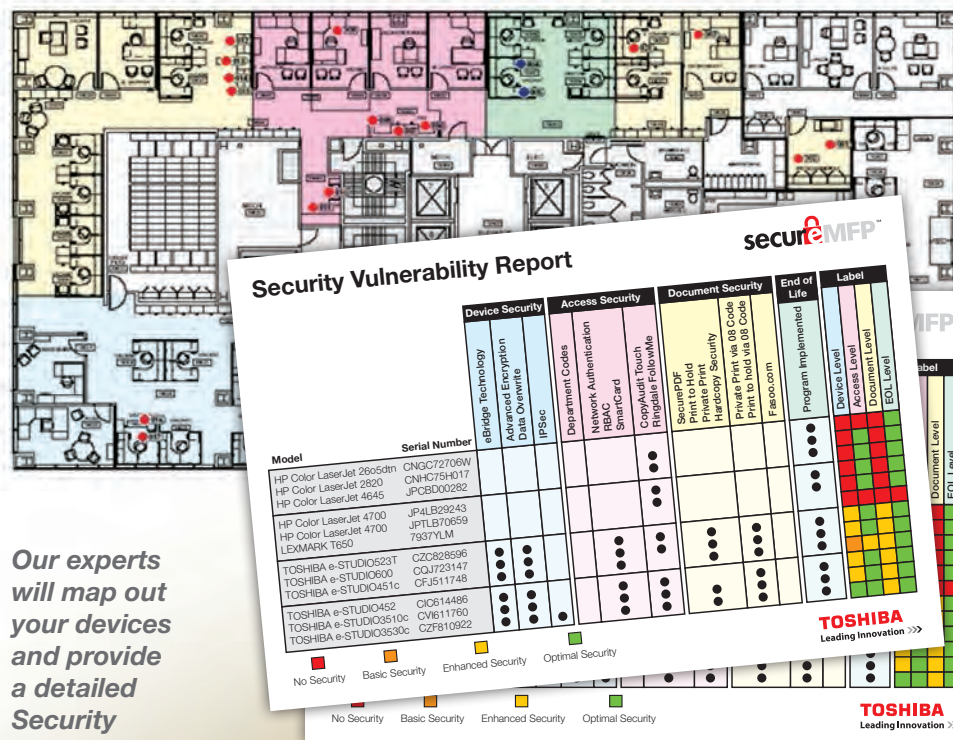 secureMFP™
Security Vulnerability Report
Device Security
Access Security
Document Security
End of
Life
Label
eBridge Technology
Advanced Encryption
Data Overwrite
IPSec
Department Codes
Network Authentication
RBAC
SmartCard
CopyAudit Touch
Ringdale FollowMe
SecurePDF
Print to Hold
Private Print
Hardcopy Security
Private Print via 08 Code
Print to hold via 08 Code
Fasoo.com
Program Implemented
Device Level
Access Level
Document Level
EOL Level
Model
Serial Number
HP Color LaserJet 2605dtn CNGC72706W
HP Color LaserJet 2820 CNHC75H017
HP Color LaserJet 4645 JPCBD00282
HP Color LaserJet 4700 JP4LB29243
HP Color LaserJet 4700 JPTLB70659
LEXMARK T650 7937YLM
TOSHIBA e-STUDIO523T CZC828596
TOSHIBA e-STUDIO600 CQJ723147
TOSHIBA e-STUDIO451c CFJ511748
TOSHIBA e-STUDIO452 CIC614486
TOSHIBA e-STUDIO3510c CVI611760
TOSHIBA e-STUDIO3530c CZF810922
No Security
Basic Security
Enhanced Security
Optimal Security
TOSHIBA
Leading Innovation >>>
MFP
abel
Document Level
EOL Level
No Security
Basic Security
Enhanced Security
Optimal Security
TOSHIBA
Leading Innovation >
Our experts
will map out
your devices
and provide
a detailed
Security